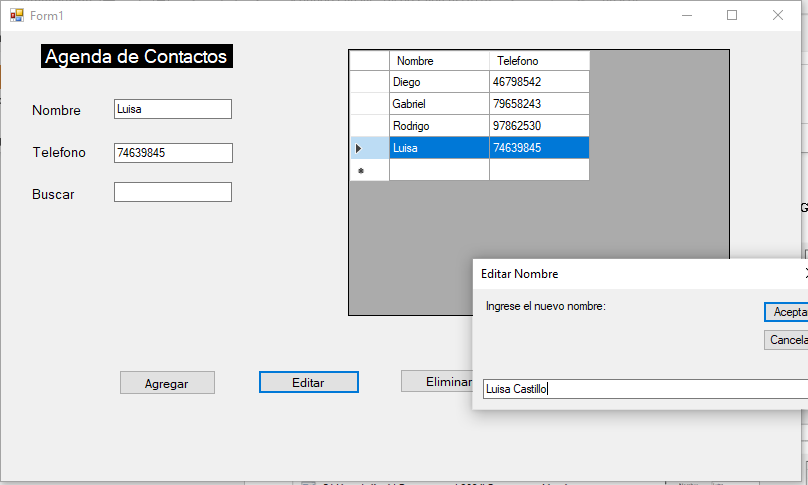 Form1
Agenda de Contactos
Nombre Luisa
Telefono 74639845
Buscar
Nombre Telefono
Diego 46798542
Gabriel 79658243
Rodrigo 97862530
Luisa 74639845
Editar Nombre
Ingrese el nuevo nombre:
Acepta
Cancela
Luisa Castillo
Agregar
Editar
Eliminar
G